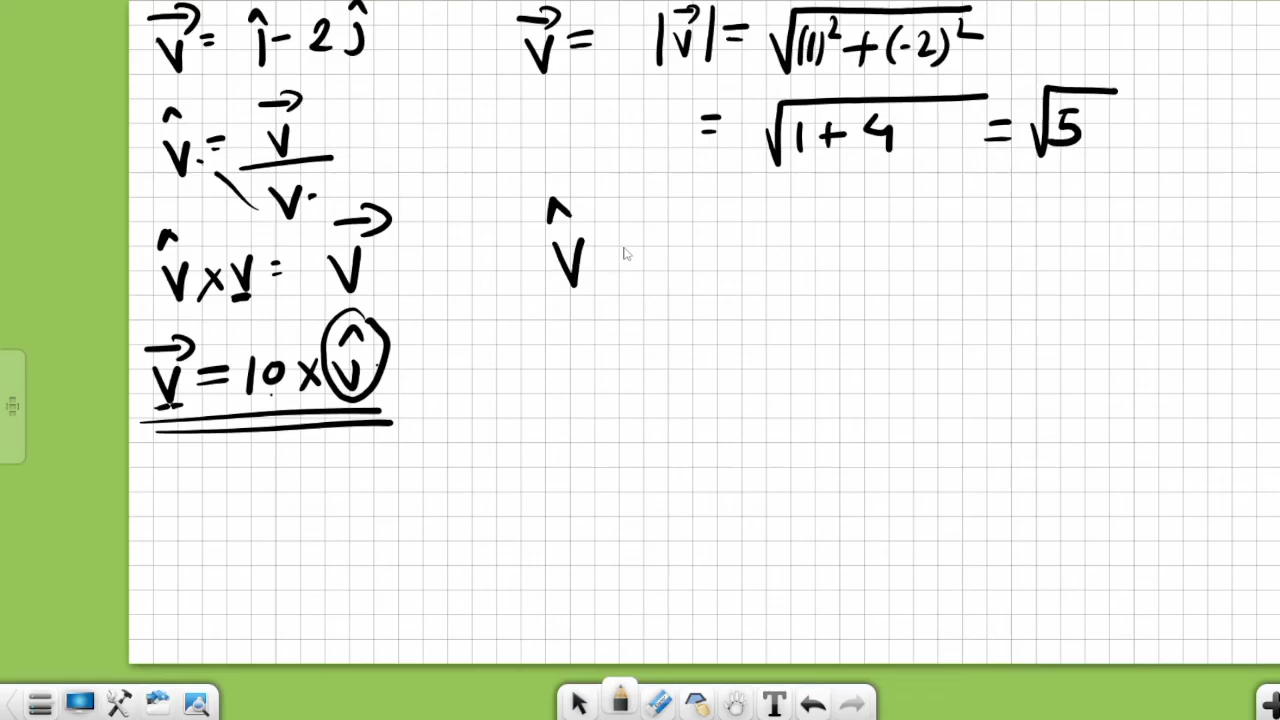 v⃗ = î - 2ĵ
v̂ = v⃗ / v
v̂ × v = v⃗
v⃗ = 10 × v̂
v⃗ = |v⃗| = √(1)² + (-2)²
= √1 + 4 = √5
v̂
T